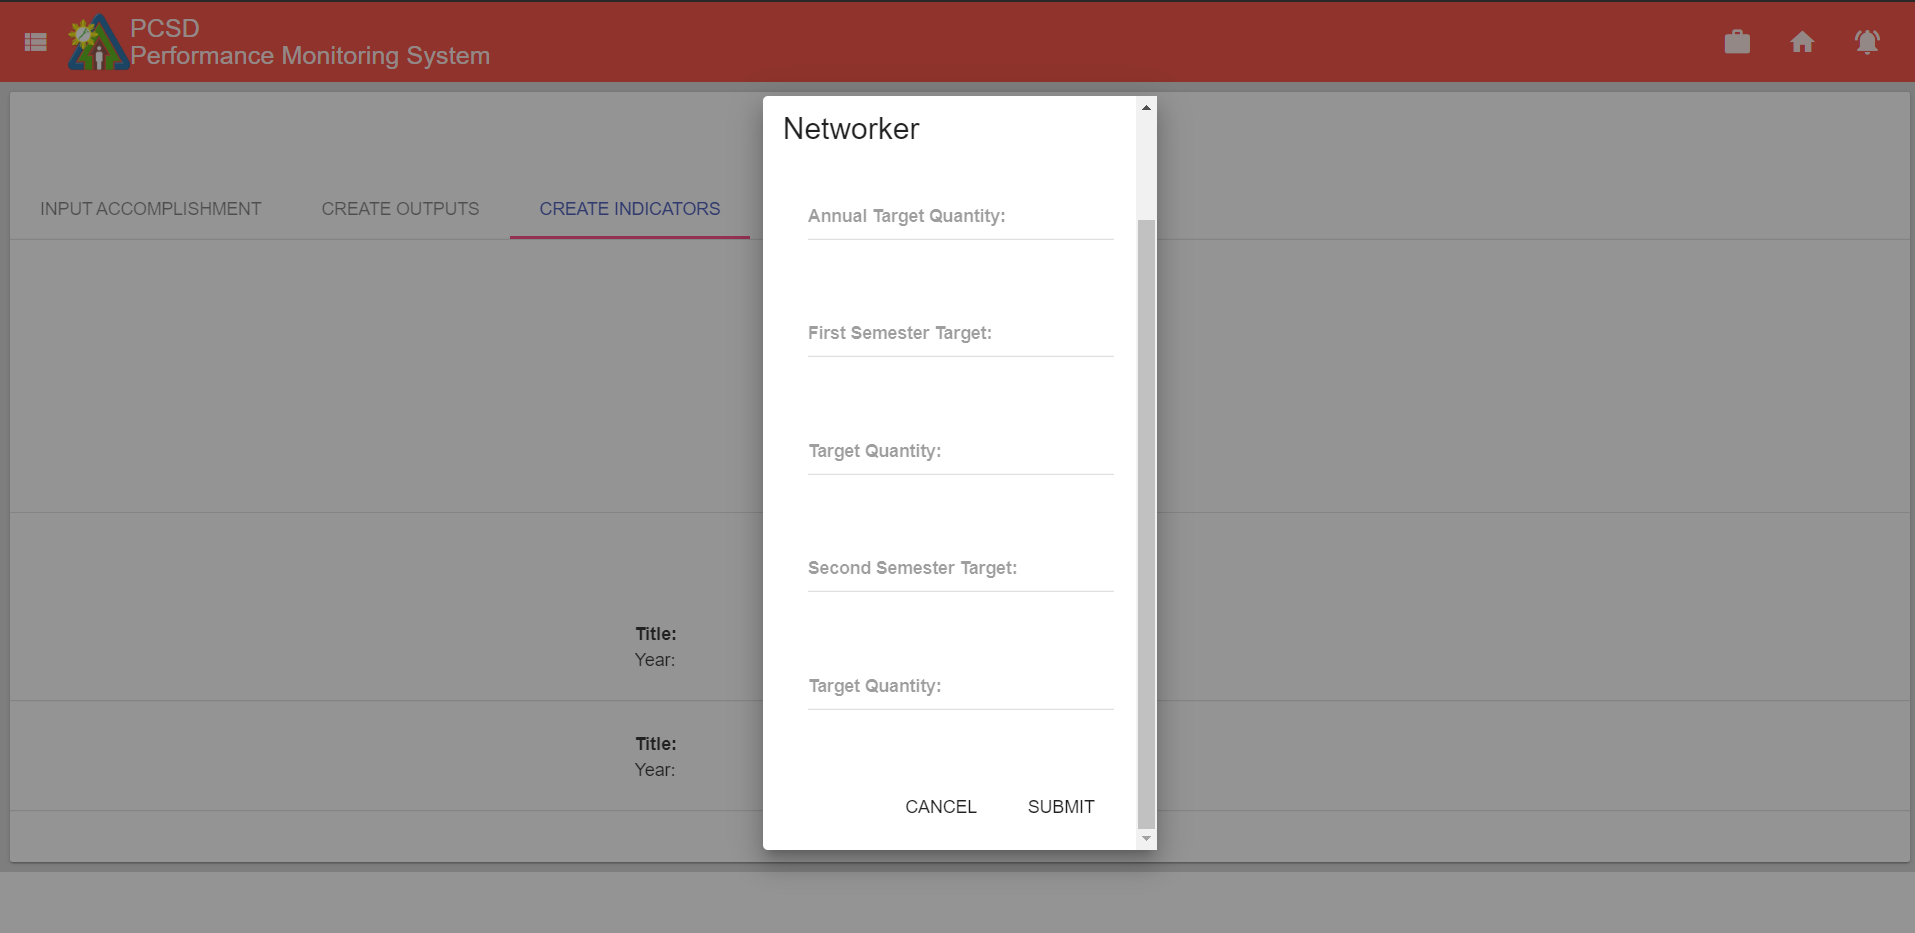 PCSD
Performance Monitoring System
INPUT ACCOMPLISHMENT
CREATE OUTPUTS
CREATE INDICATORS
Title:
Year:
Title:
Year:
Networker
Annual Target Quantity:
First Semester Target:
Target Quantity:
Second Semester Target:
Target Quantity:
CANCEL
SUBMIT